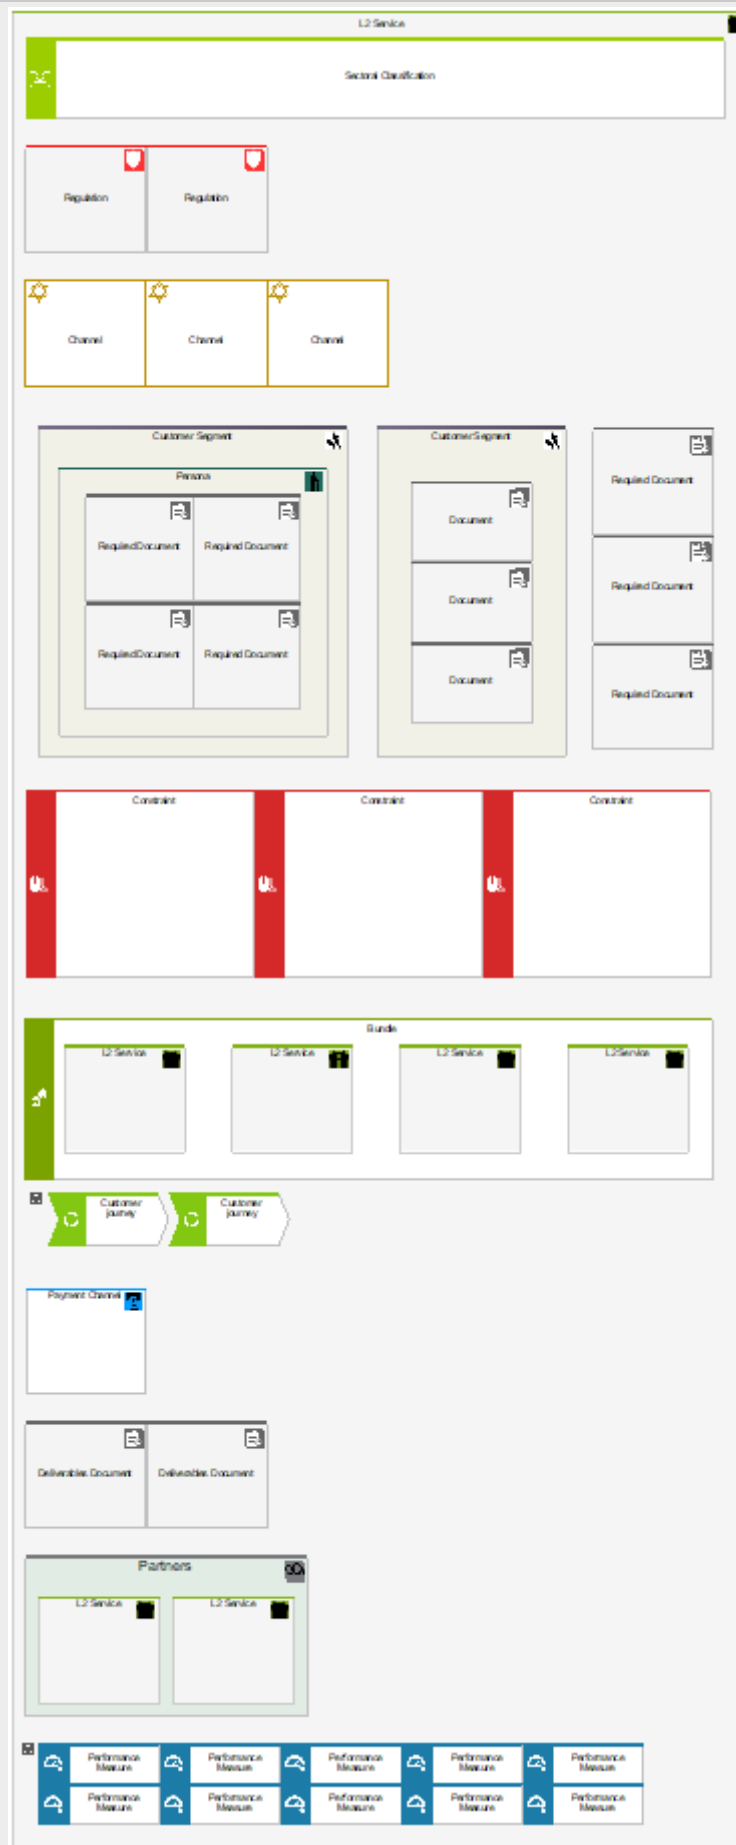 L2 Service
Sectoral Classification
Regulation Regulation
Channel Channel Channel
Customer Segment Customer Segment
Persona
Required Document
Document
Required Document Required Document
Required Document
Document
Required Document Required Document
Document
Required Document
Constraint Constraint Constraint
Bundle
L2 Service L2 Service L2 Service L2 Service
Customer Customer
journey journey
Payment Channel
Deliverables Document Deliverables Document
Partners
L2 Service L2 Service
Performance Performance Performance Performance Performance
Measure Measure Measure Measure Measure
Performance Performance Performance Performance Performance
Measure Measure Measure Measure Measure